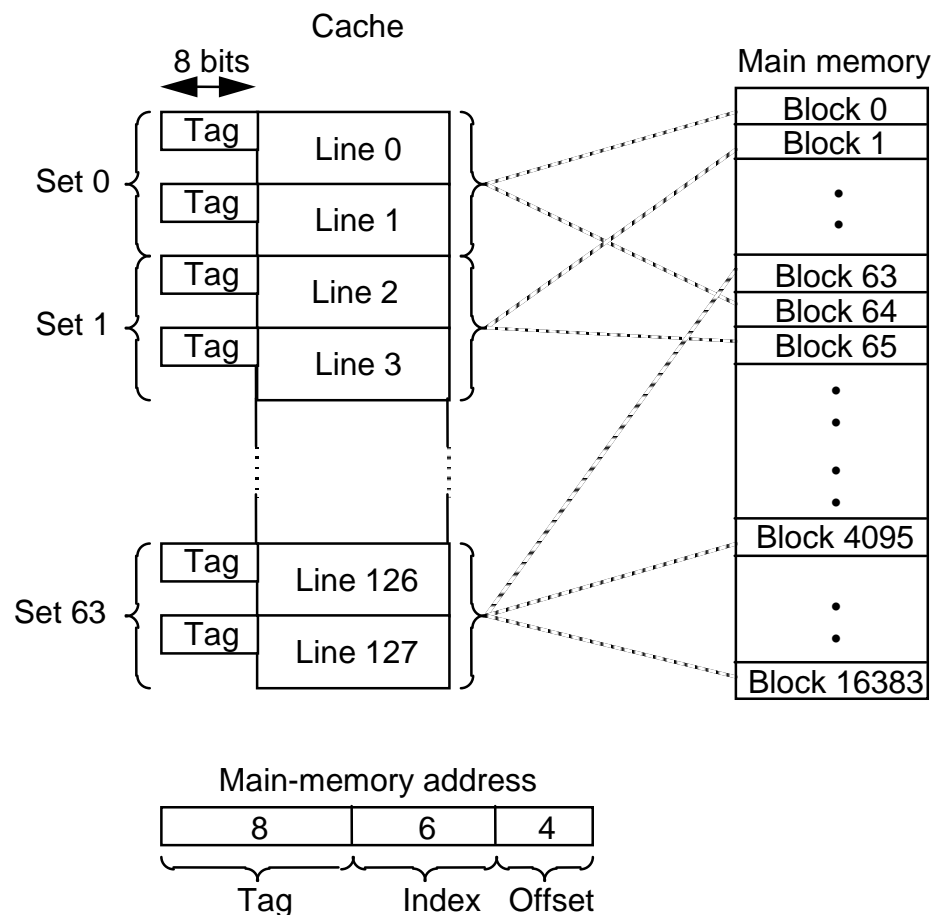 Cache
8 bits
Main memory
Tag
Line 0
Block 0
Block 1
Set 0
Tag
Line 1
Tag
Line 2
Block 63
Set 1
Block 64
Tag
Line 3
Block 65
Tag
Line 126
Block 4095
Set 63
Tag
Line 127
Block 16383
Main-memory address
8 6 4
Tag Index Offset